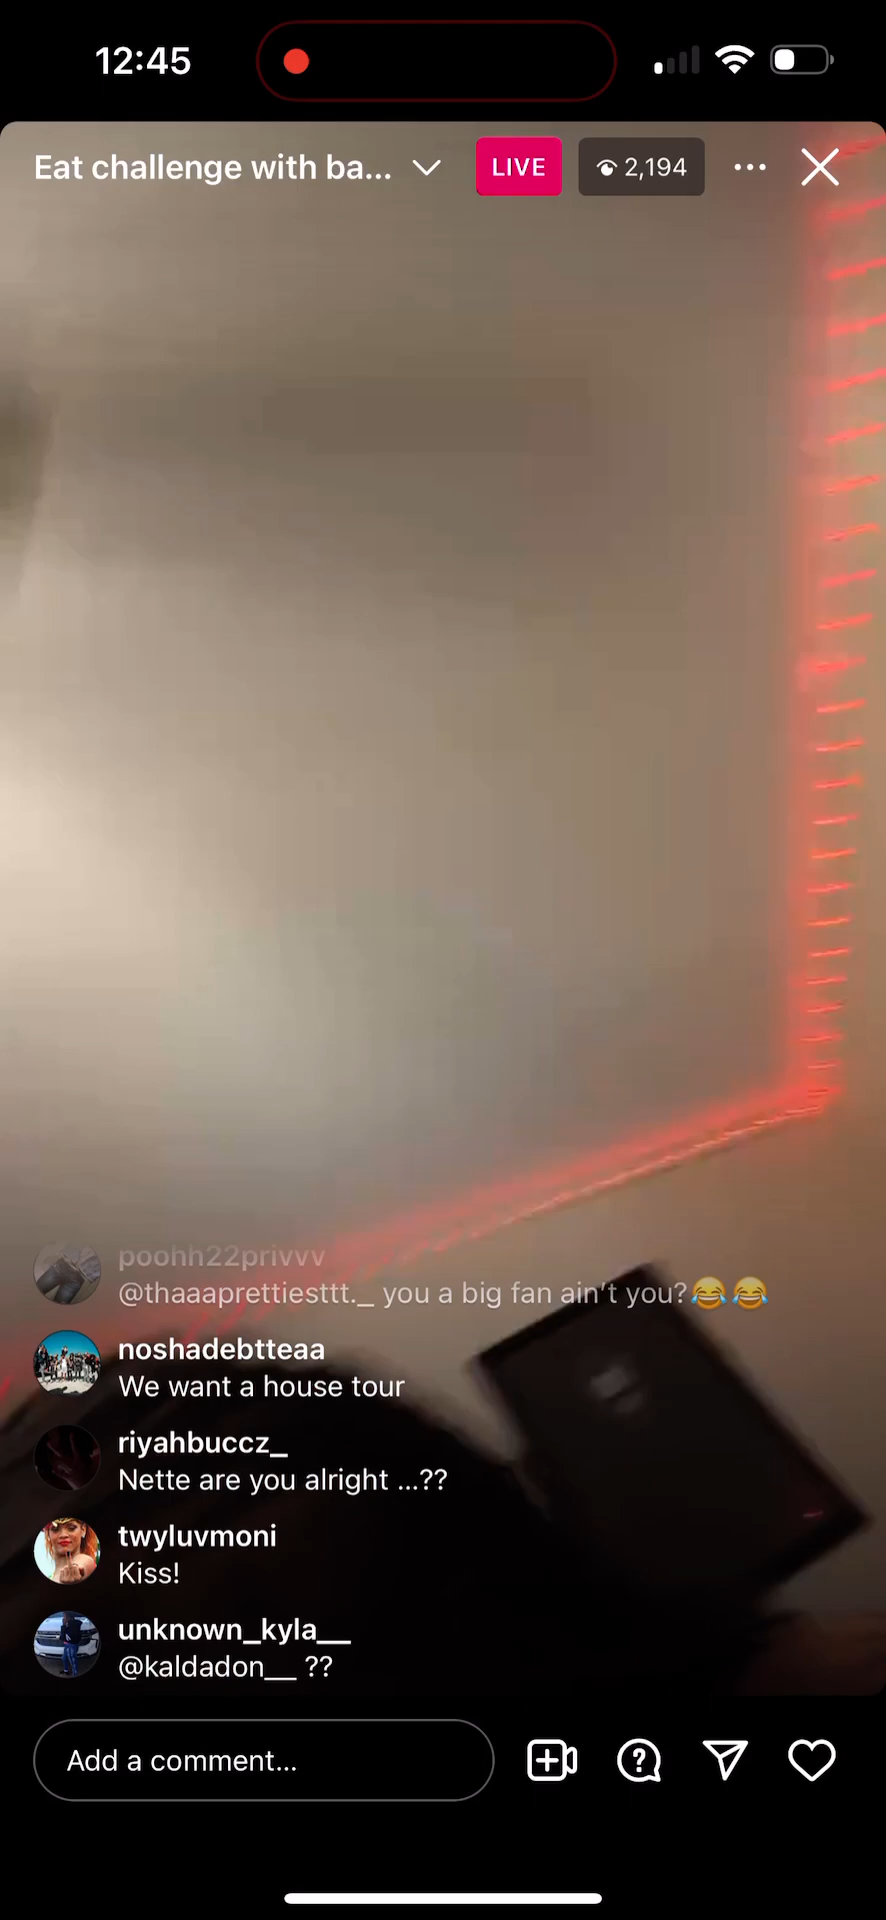 12:45
Eat challenge with ba...
LIVE
2,194
poohh22privvv
@thaaaprettiesttt._ you a big fan ain't you?😂😂
noshadebtteaa
We want a house tour
riyahbuccz_
Nette are you alright ...??
twyluvmoni
Kiss!
unknown_kyla__
@kaldadon__ ??
Add a comment...